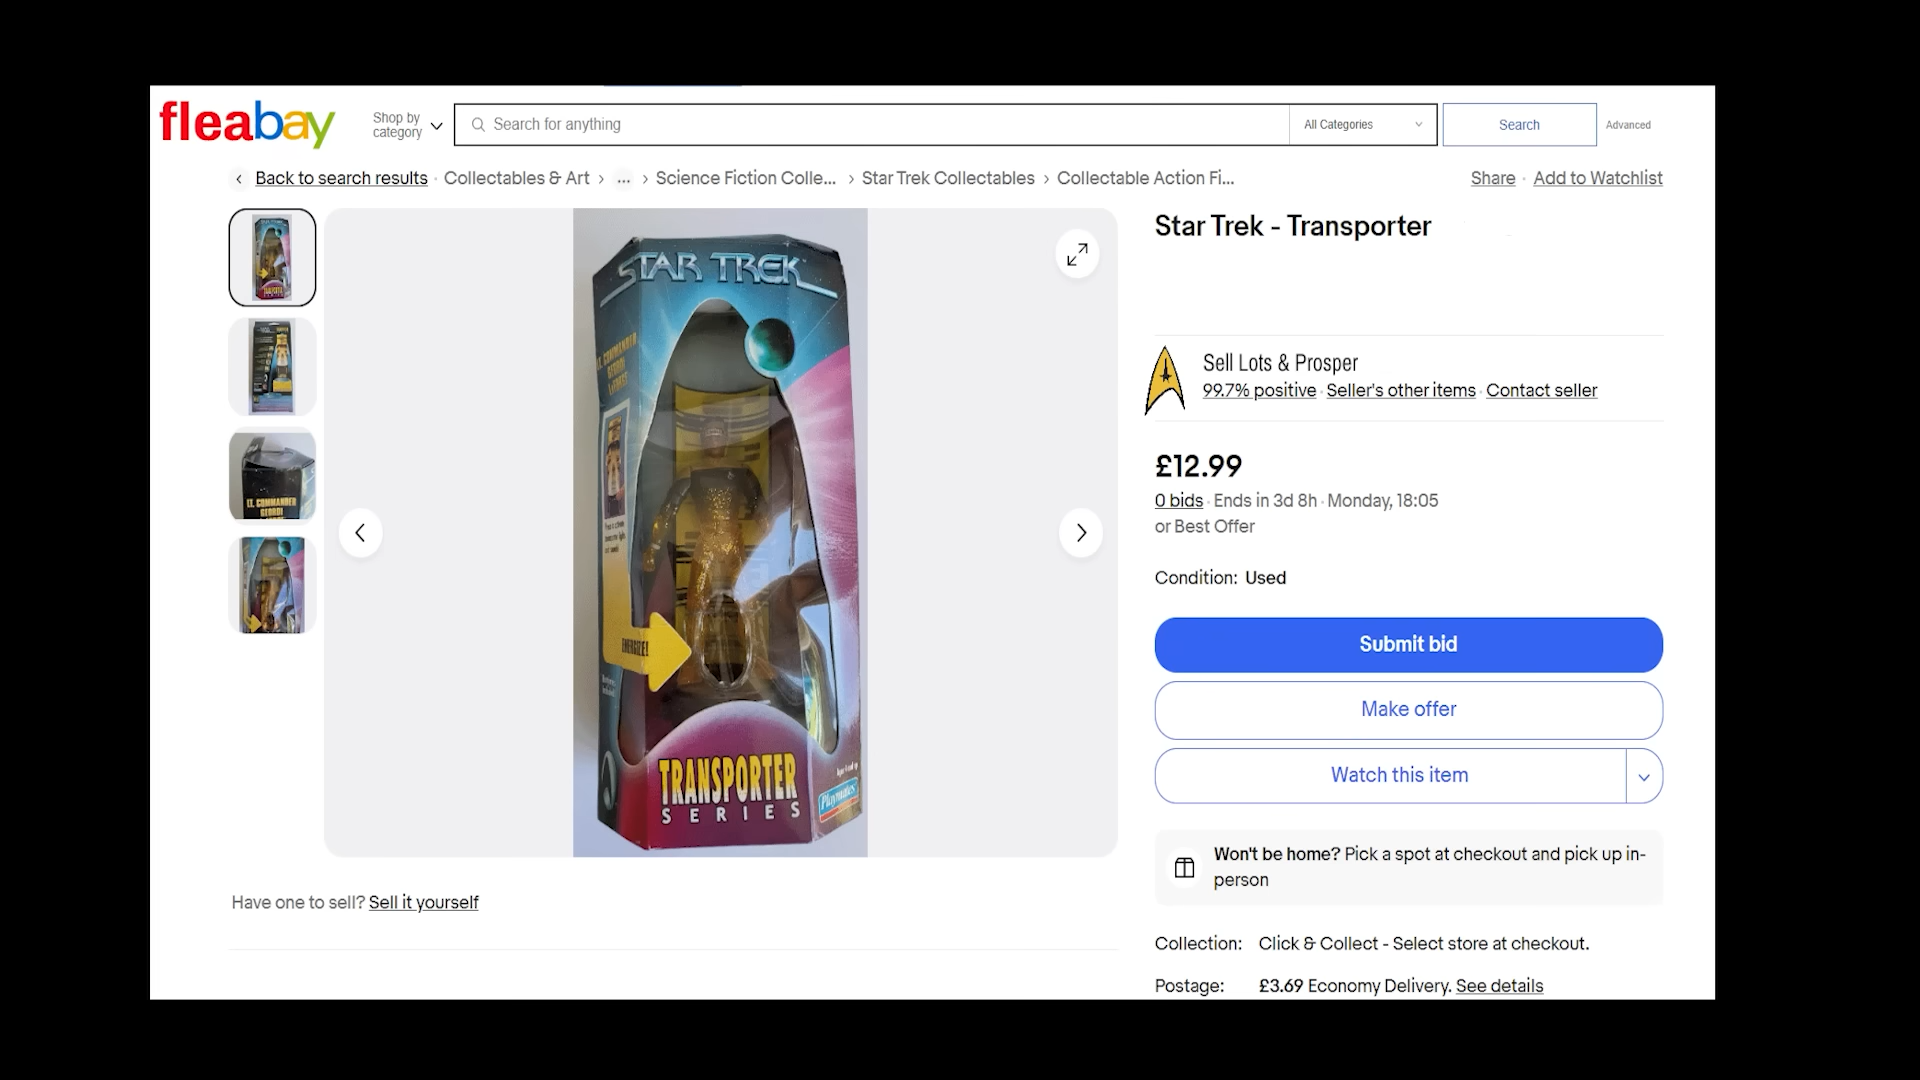 fleabay
Shop by
category
Search for anything
All Categories
Search
Advanced
Back to search results · Collectables & Art > ... > Science Fiction Colle... > Star Trek Collectables > Collectable Action Fi...
Share · Add to Watchlist
STAR TREK
LT. COMMANDER
GEORDI
LAFORGE
ENERGIZE!
TRANSPORTER
SERIES
Playmates
LT. COMMANDER
GEORDI
Star Trek - Transporter
Sell Lots & Prosper
99.7% positive · Seller's other items · Contact seller
£12.99
0 bids · Ends in 3d 8h · Monday, 18:05
or Best Offer
Condition: Used
Submit bid
Make offer
Watch this item
Won't be home? Pick a spot at checkout and pick up in-
person
Collection: Click & Collect - Select store at checkout.
Postage: £3.69 Economy Delivery. See details
Have one to sell? Sell it yourself